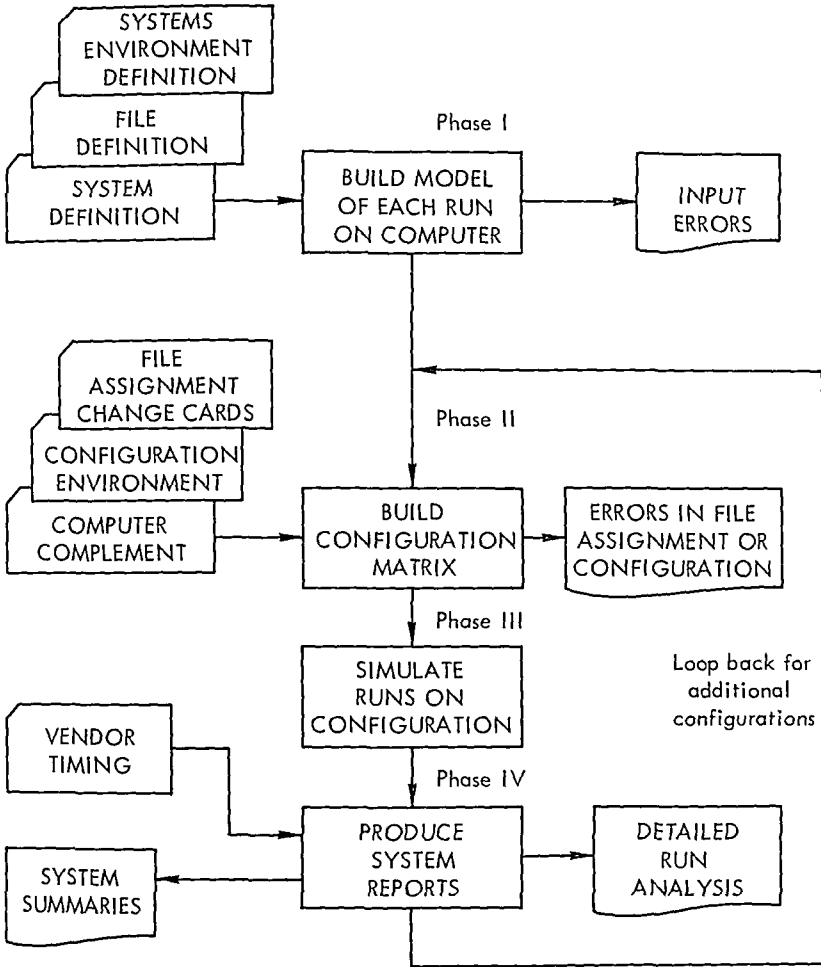 SYSTEMS
ENVIRONMENT
DEFINITION
FILE
DEFINITION
SYSTEM
DEFINITION
Phase I
BUILD MODEL
OF EACH RUN
ON COMPUTER
INPUT
ERRORS
FILE
ASSIGNMENT
CHANGE CARDS
CONFIGURATION
ENVIRONMENT
COMPUTER
COMPLEMENT
Phase II
BUILD
CONFIGURATION
MATRIX
ERRORS IN FILE
ASSIGNMENT OR
CONFIGURATION
Phase III
SIMULATE
RUNS ON
CONFIGURATION
Loop back for
additional
configurations
VENDOR
TIMING
Phase IV
PRODUCE
SYSTEM
REPORTS
DETAILED
RUN
ANALYSIS
SYSTEM
SUMMARIES